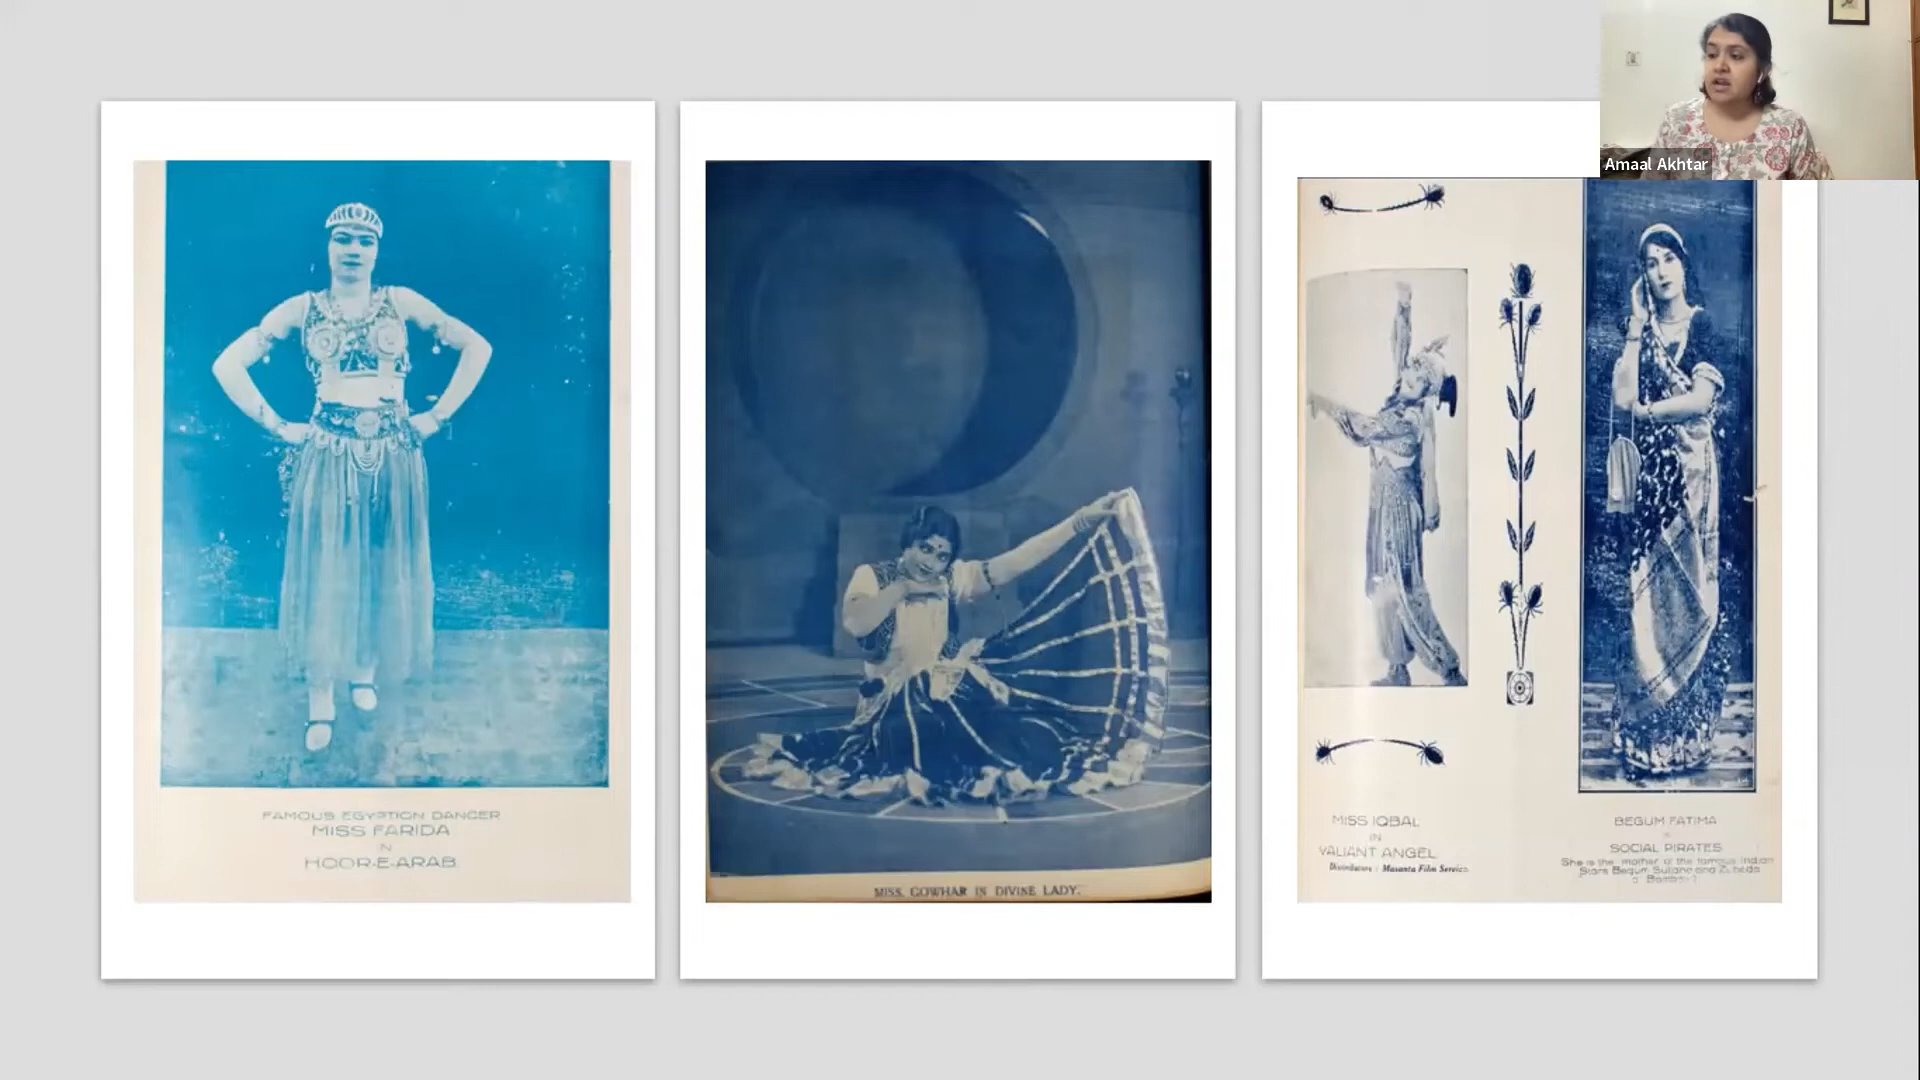 Amaal Akhtar
FAMOUS EGYPTION DANCER
MISS FARIDA
IN
HOOR-E-ARAB.
MISS. GOWHAR IN DIVINE LADY.
MISS IQBAL
IN
VALIANT ANGEL
Distributors : Mansata Film Service.
BEGUM FATIMA
SOCIAL PIRATES.
She is the mother of the famous Indian
Stars Begum Sultana and Zubeda
of Bombay